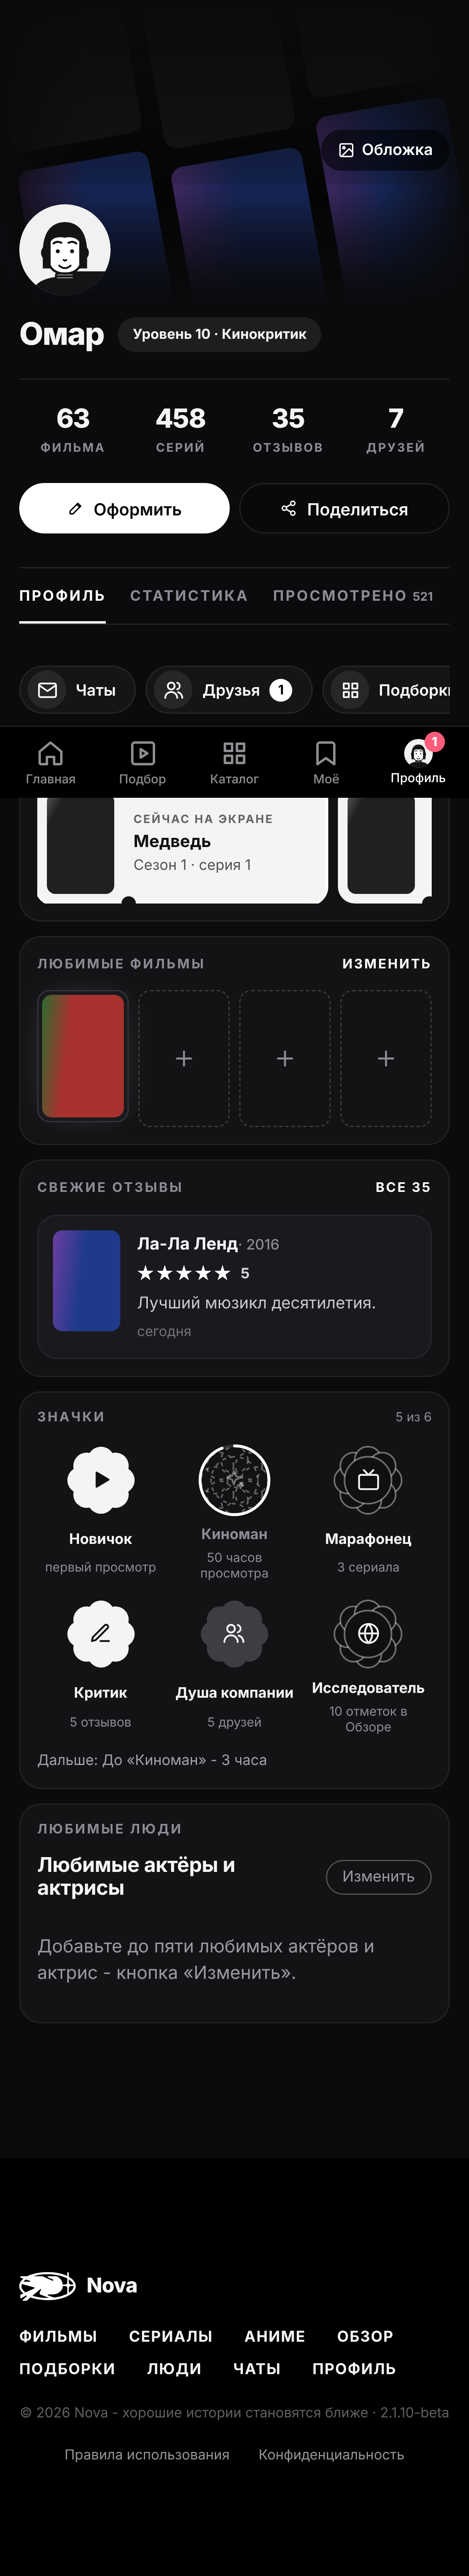 Обложка
Омар
Уровень 10 · Кинокритик
63 458 35 7
ФИЛЬМА СЕРИЙ ОТЗЫВОВ ДРУЗЕЙ
Оформить Поделиться
ПРОФИЛЬ СТАТИСТИКА ПРОСМОТРЕНО 521
Чаты Друзья 1 Подборки
1
Главная Подбор Каталог Моё Профиль
СЕЙЧАС НА ЭКРАНЕ
Медведь
Сезон 1 · серия 1
ЛЮБИМЫЕ ФИЛЬМЫ ИЗМЕНИТЬ
СВЕЖИЕ ОТЗЫВЫ ВСЕ 35
Ла-Ла Ленд · 2016
★★★★★ 5
Лучший мюзикл десятилетия.
сегодня
ЗНАЧКИ 5 из 6
Новичок
первый просмотр
Киноман
50 часов
просмотра
Марафонец
3 сериала
Критик
5 отзывов
Душа компании
5 друзей
Исследователь
10 отметок в
Обзоре
Дальше: До «Киноман» - 3 часа
ЛЮБИМЫЕ ЛЮДИ
Любимые актёры и
актрисы
Изменить
Добавьте до пяти любимых актёров и
актрис - кнопка «Изменить».
Nova
ФИЛЬМЫ СЕРИАЛЫ АНИМЕ ОБЗОР
ПОДБОРКИ ЛЮДИ ЧАТЫ ПРОФИЛЬ
© 2026 Nova - хорошие истории становятся ближе · 2.1.10-beta
Правила использования Конфиденциальность